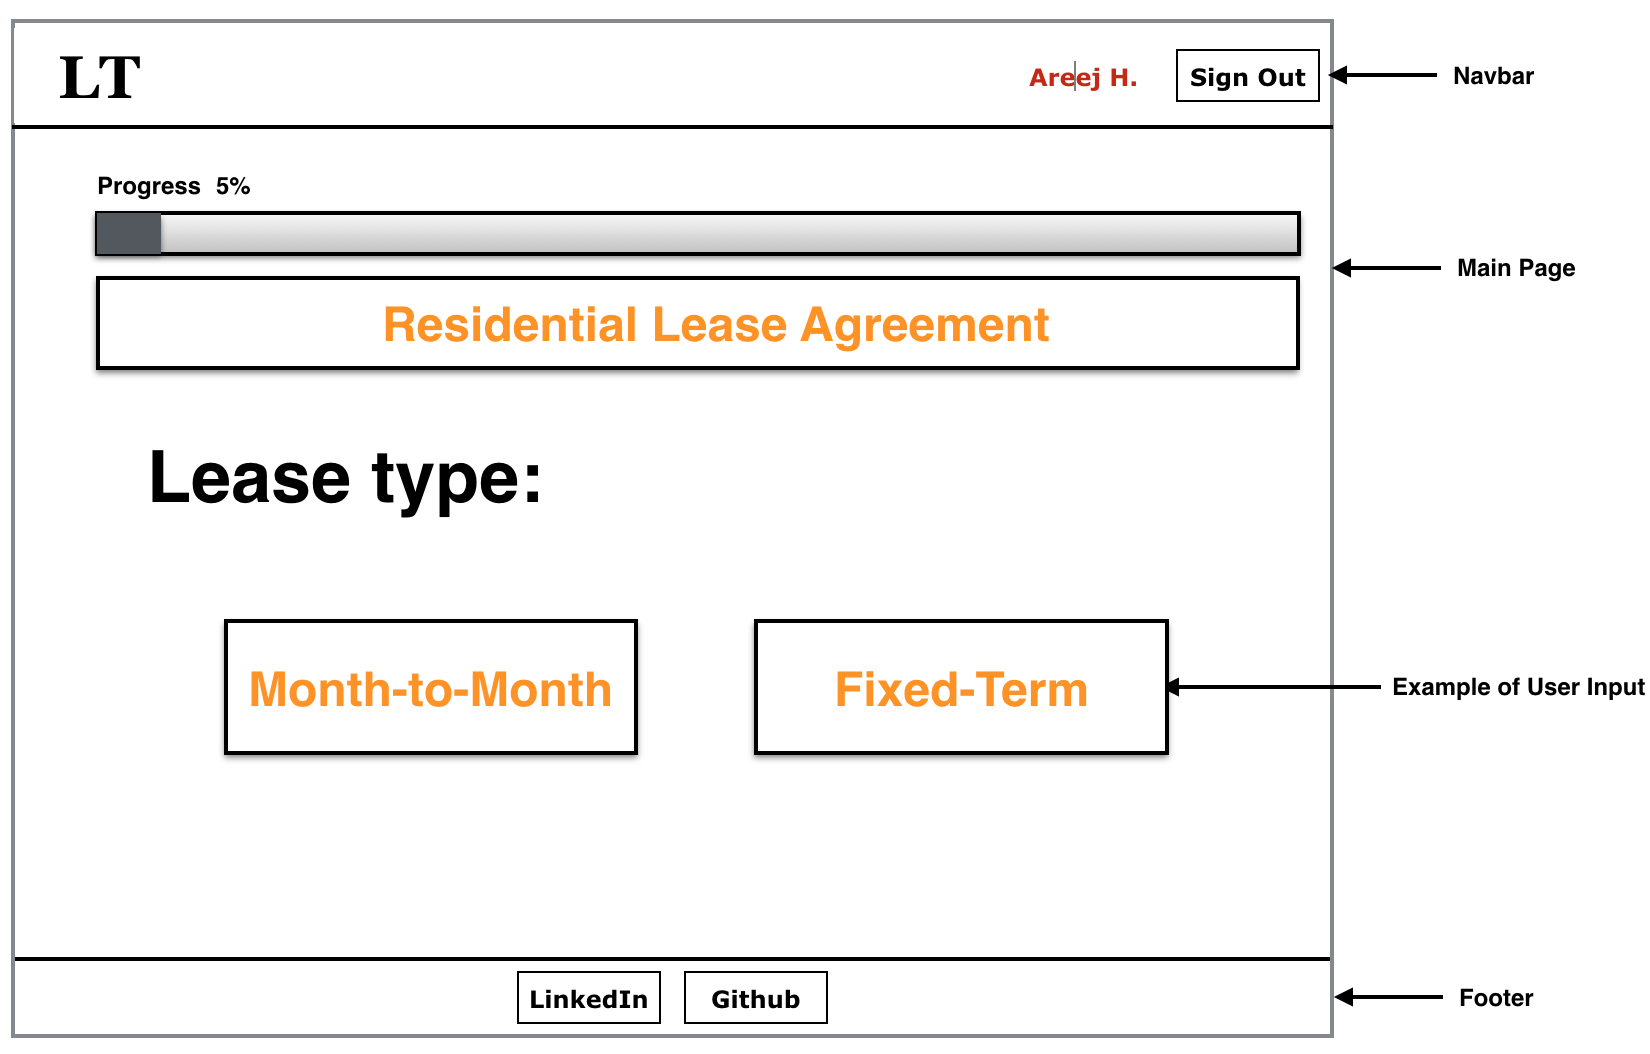 LT
Areej H.
Sign Out
Navbar
Progress 5%
Main Page
Residential Lease Agreement
Lease type:
Month-to-Month
Fixed-Term
Example of User Input
LinkedIn
Github
Footer